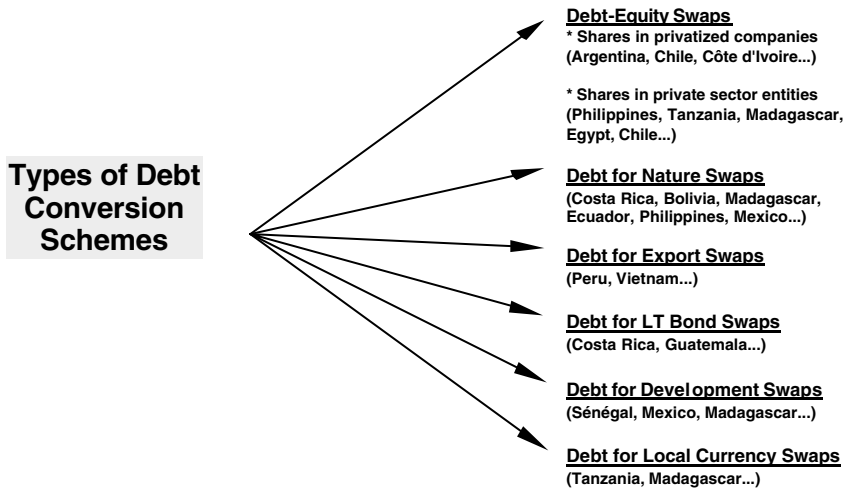 Types of Debt
Conversion
Schemes
Debt-Equity Swaps
* Shares in privatized companies
(Argentina, Chile, Côte d'Ivoire...)
* Shares in private sector entities
(Philippines, Tanzania, Madagascar,
Egypt, Chile...)
Debt for Nature Swaps
(Costa Rica, Bolivia, Madagascar,
Ecuador, Philippines, Mexico...)
Debt for Export Swaps
(Peru, Vietnam...)
Debt for LT Bond Swaps
(Costa Rica, Guatemala...)
Debt for Development Swaps
(Sénégal, Mexico, Madagascar...)
Debt for Local Currency Swaps
(Tanzania, Madagascar...)